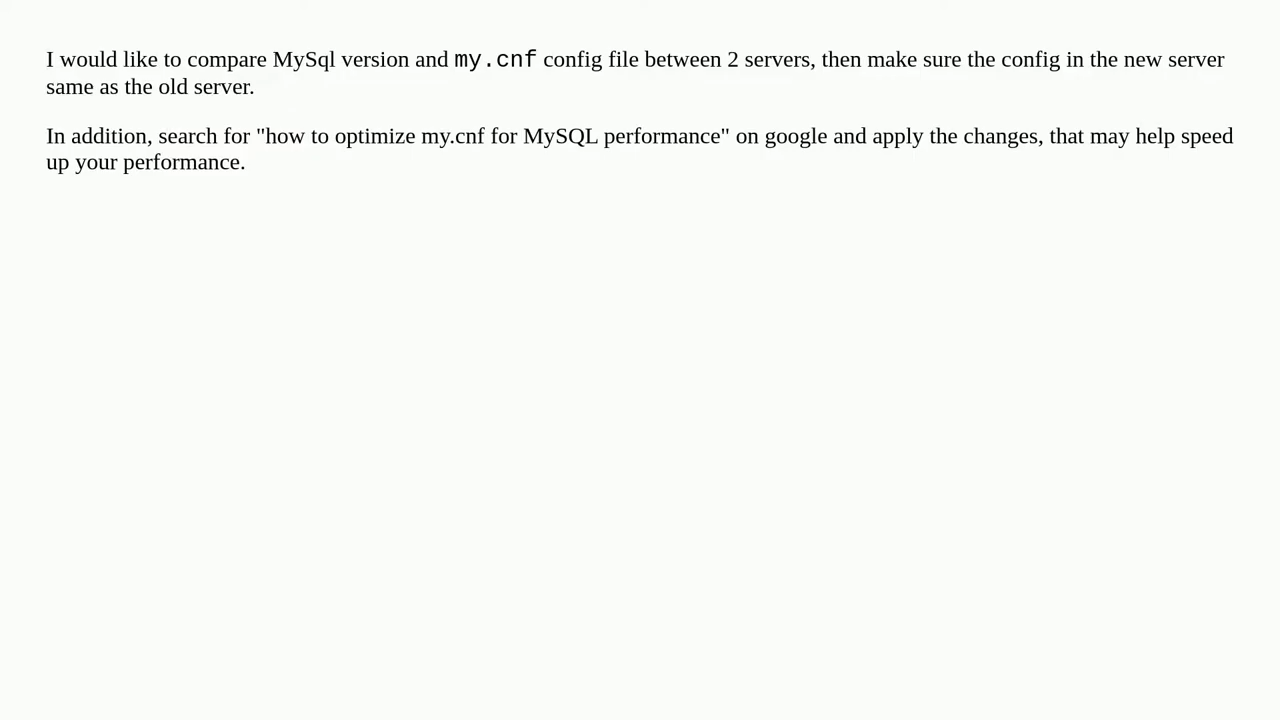 I would like to compare MySql version and my.cnf config file between 2 servers, then make sure the config in the new server
same as the old server.
In addition, search for "how to optimize my.cnf for MySQL performance" on google and apply the changes, that may help speed
up your performance.